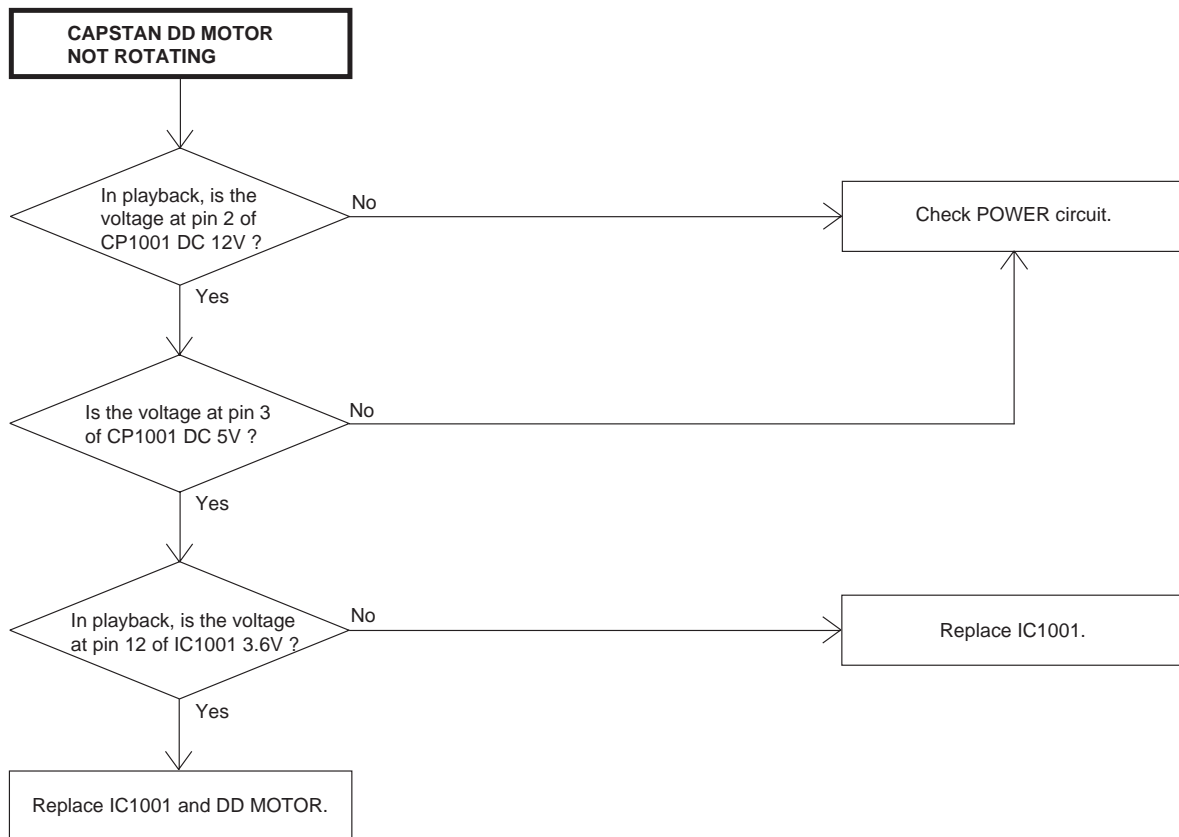 CAPSTAN DD MOTOR
NOT ROTATING
In playback, is the
voltage at pin 2 of
CP1001 DC 12V ?
No
Check POWER circuit.
Yes
Is the voltage at pin 3
of CP1001 DC 5V ?
No
Yes
In playback, is the voltage
at pin 12 of IC1001 3.6V ?
No
Replace IC1001.
Yes
Replace IC1001 and DD MOTOR.